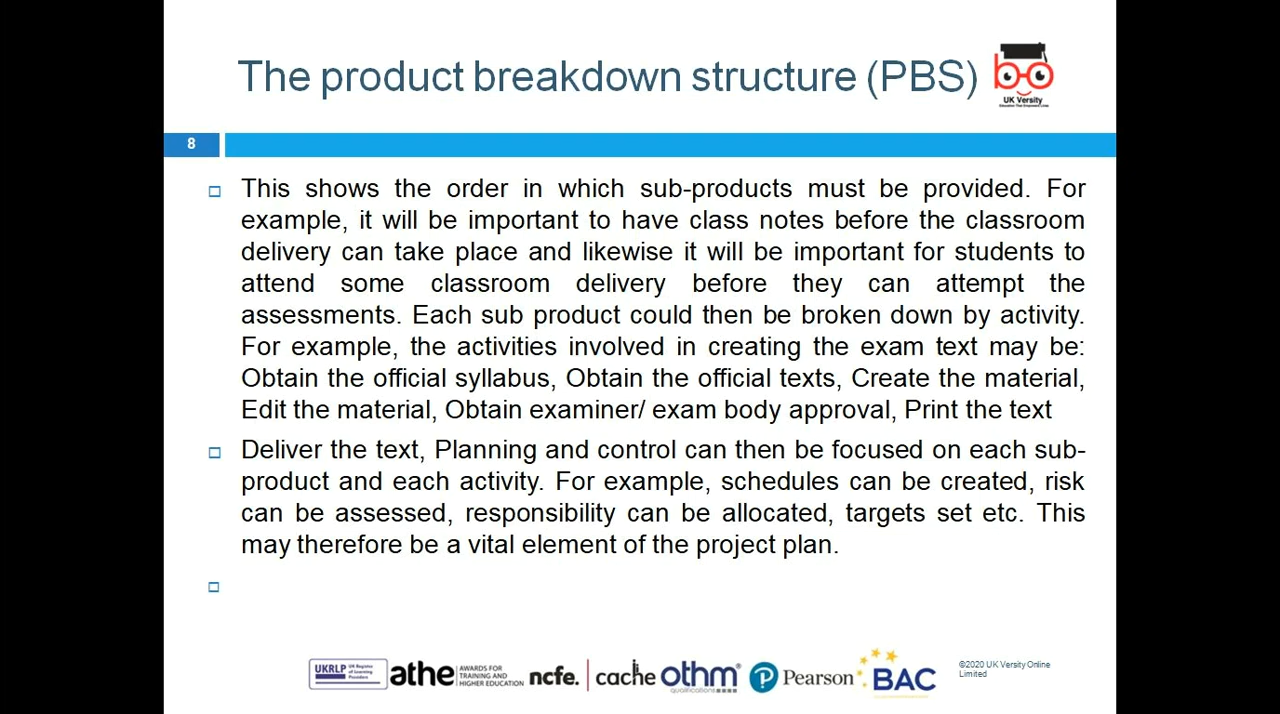 The product breakdown structure (PBS)
UK Versity
8
This shows the order in which sub-products must be provided. For
example, it will be important to have class notes before the classroom
delivery can take place and likewise it will be important for students to
attend some classroom delivery before they can attempt the
assessments. Each sub product could then be broken down by activity.
For example, the activities involved in creating the exam text may be:
Obtain the official syllabus, Obtain the official texts, Create the material,
Edit the material, Obtain examiner/ exam body approval, Print the text
Deliver the text, Planning and control can then be focused on each sub-
product and each activity. For example, schedules can be created, risk
can be assessed, responsibility can be allocated, targets set etc. This
may therefore be a vital element of the project plan.
UKRLP
UK Register
of Learning
Providers
athe
AWARDS FOR
TRAINING AND
HIGHER EDUCATION
ncfe.
cache
othm
qualifications
Pearson
BAC
©2020 UK Versity Online
Limited